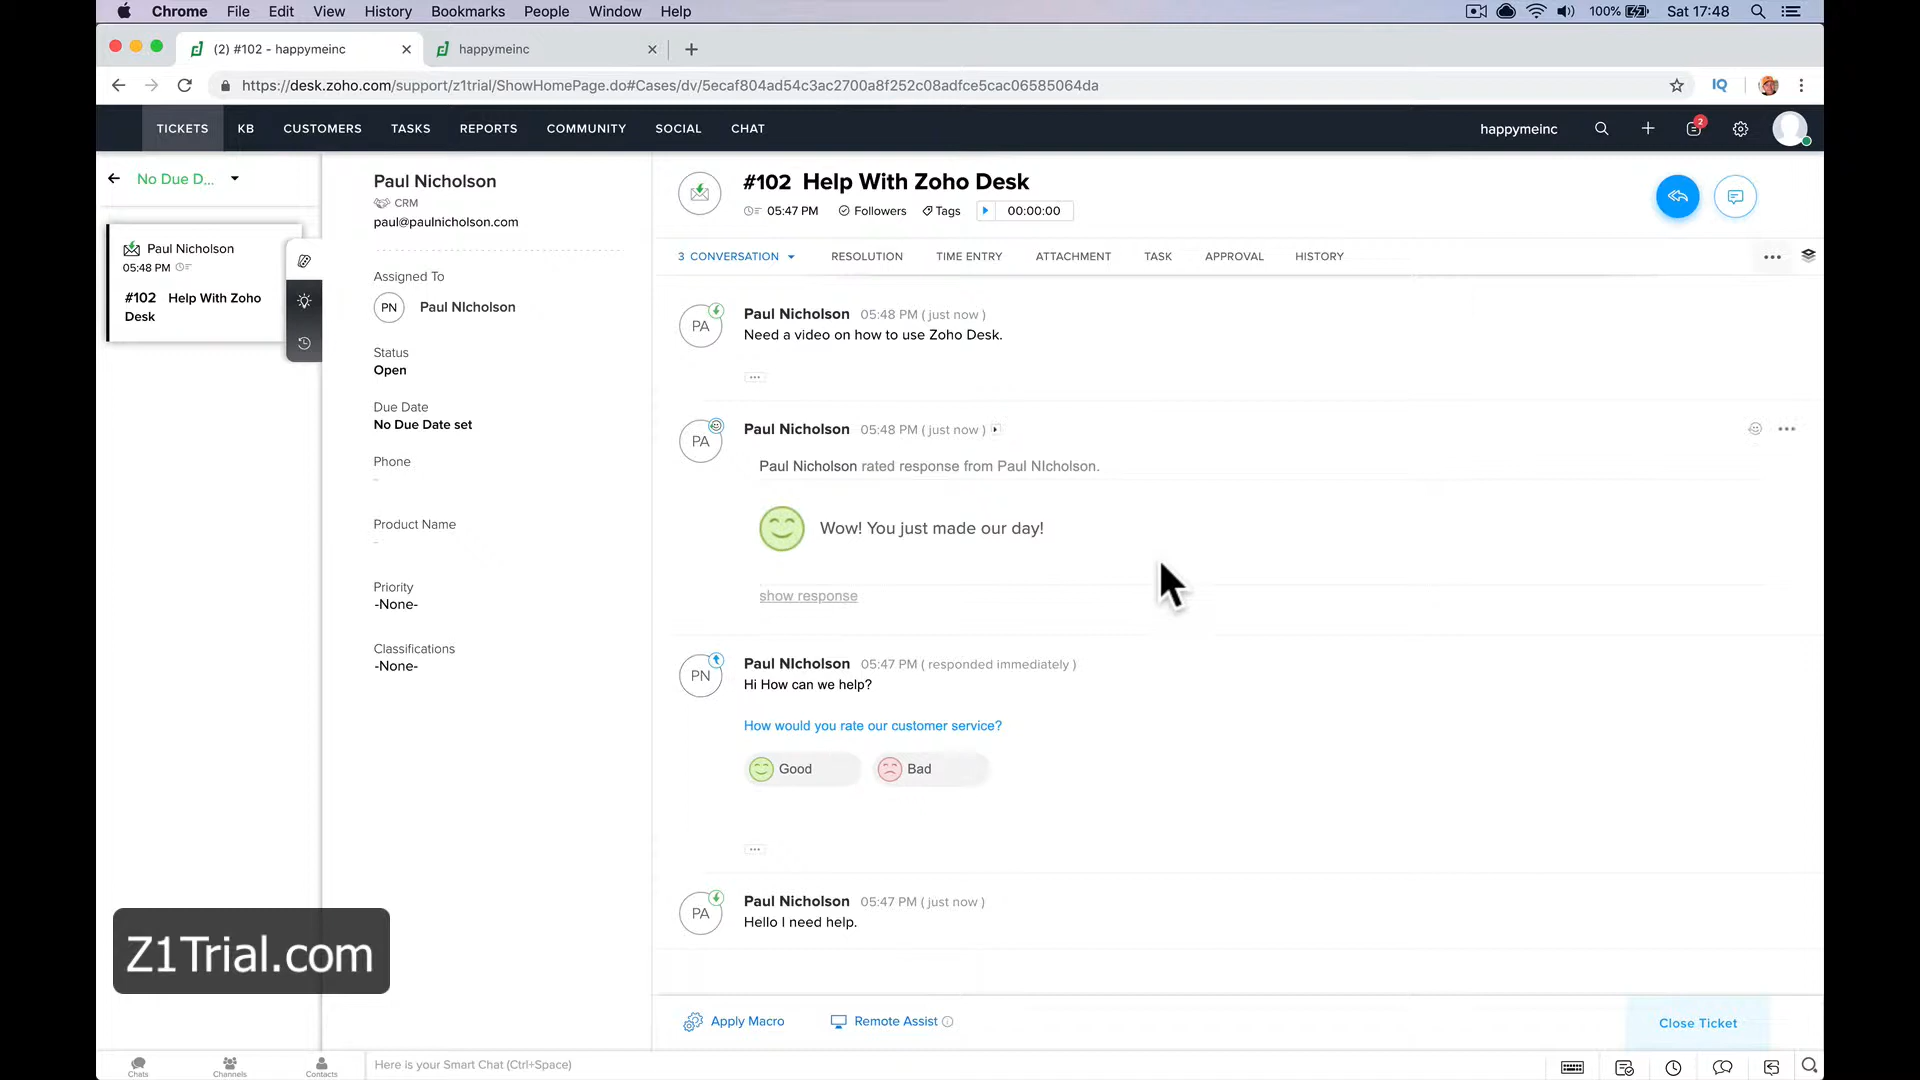 Chrome File Edit View History Bookmarks People Window Help 100% Sat 17:48
(2) #102 - happymeinc happymeinc
https://desk.zoho.com/support/z1trial/ShowHomePage.do#Cases/dv/5ecaf804ad54c3ac2700a8f252c08adfce5cac06585064da IQ
TICKETS KB CUSTOMERS TASKS REPORTS COMMUNITY SOCIAL CHAT happymeinc 2
No Due D...
Paul Nicholson
05:48 PM
#102 Help With Zoho
Desk
Paul Nicholson
CRM
paul@paulnicholson.com
Assigned To
PN Paul NIcholson
Status
Open
Due Date
No Due Date set
Phone
-
Product Name
-
Priority
-None-
Classifications
-None-
#102 Help With Zoho Desk
05:47 PM Followers Tags 00:00:00
3 CONVERSATION RESOLUTION TIME ENTRY ATTACHMENT TASK APPROVAL HISTORY
PA Paul Nicholson 05:48 PM ( just now )
Need a video on how to use Zoho Desk.
PA Paul Nicholson 05:48 PM ( just now )
Paul Nicholson rated response from Paul NIcholson.
Wow! You just made our day!
show response
PN Paul NIcholson 05:47 PM ( responded immediately )
Hi How can we help?
How would you rate our customer service?
Good Bad
PA Paul Nicholson 05:47 PM ( just now )
Hello I need help.
Z1Trial.com
Apply Macro Remote Assist Close Ticket
Chats Channels Contacts Here is your Smart Chat (Ctrl+Space)